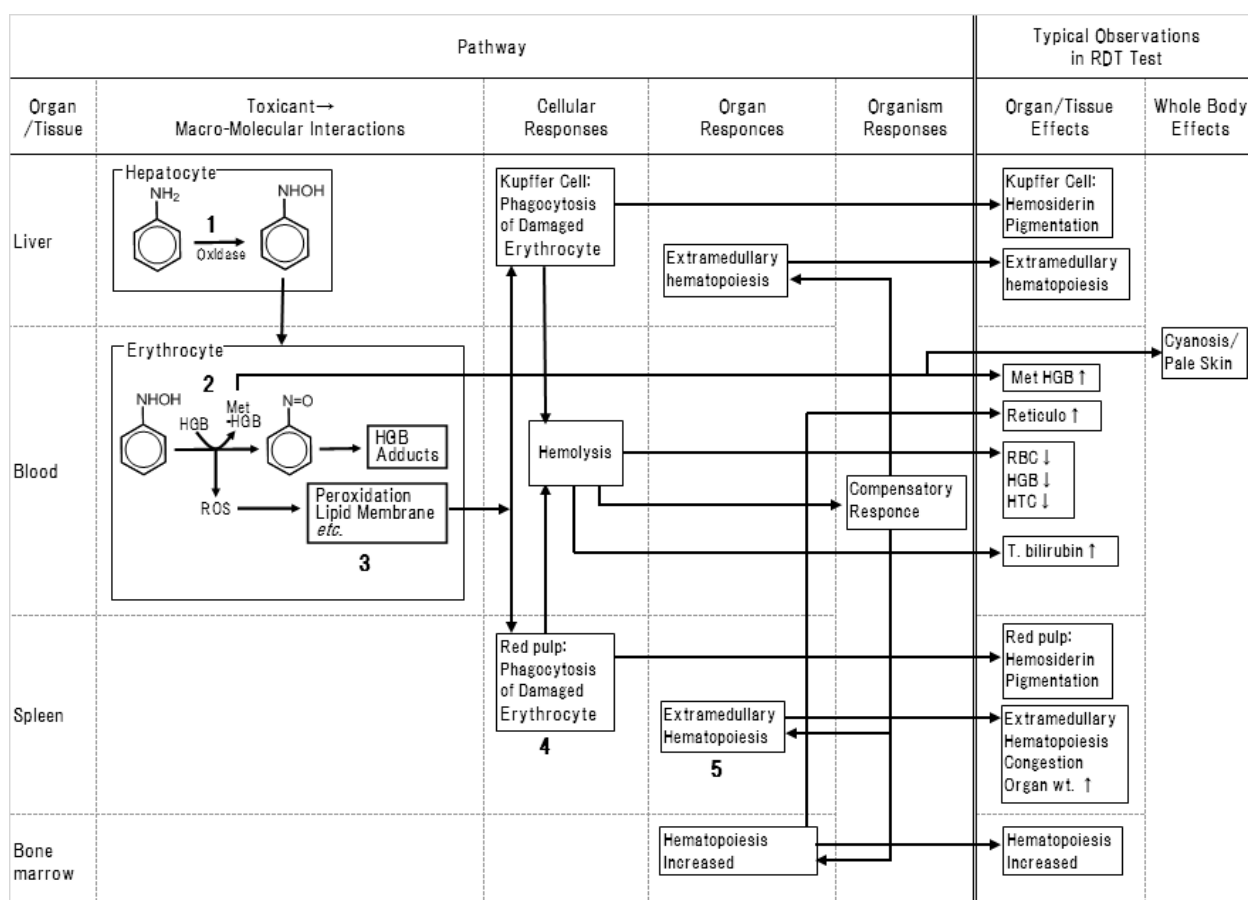 Pathway
Typical Observations
in RDT Test
Organ
/Tissue
Toxicant→
Macro-Molecular Interactions
Cellular
Responses
Organ
Responces
Organism
Responses
Organ/Tissue
Effects
Whole Body
Effects
Liver
Hepatocyte
NH2
1
Oxidase
NHOH
Kupffer Cell:
Phagocytosis
of Damaged
Erythrocyte
Extramedullary
hematopoiesis
Kupffer Cell:
Hemosiderin
Pigmentation
Extramedullary
hematopoiesis
Blood
Erythrocyte
2
NHOH
HGB
Met
-HGB
N=O
HGB
Adducts
ROS
Peroxidation
Lipid Membrane
etc.
3
Hemolysis
Compensatory
Responce
Cyanosis/
Pale Skin
Met HGB ↑
Reticulo ↑
RBC ↓
HGB ↓
HTC ↓
T. bilirubin ↑
Spleen
Red pulp:
Phagocytosis
of Damaged
Erythrocyte
4
Extramedullary
Hematopoiesis
5
Red pulp:
Hemosiderin
Pigmentation
Extramedullary
Hematopoiesis
Congestion
Organ wt. ↑
Bone
marrow
Hematopoiesis
Increased
Hematopoiesis
Increased